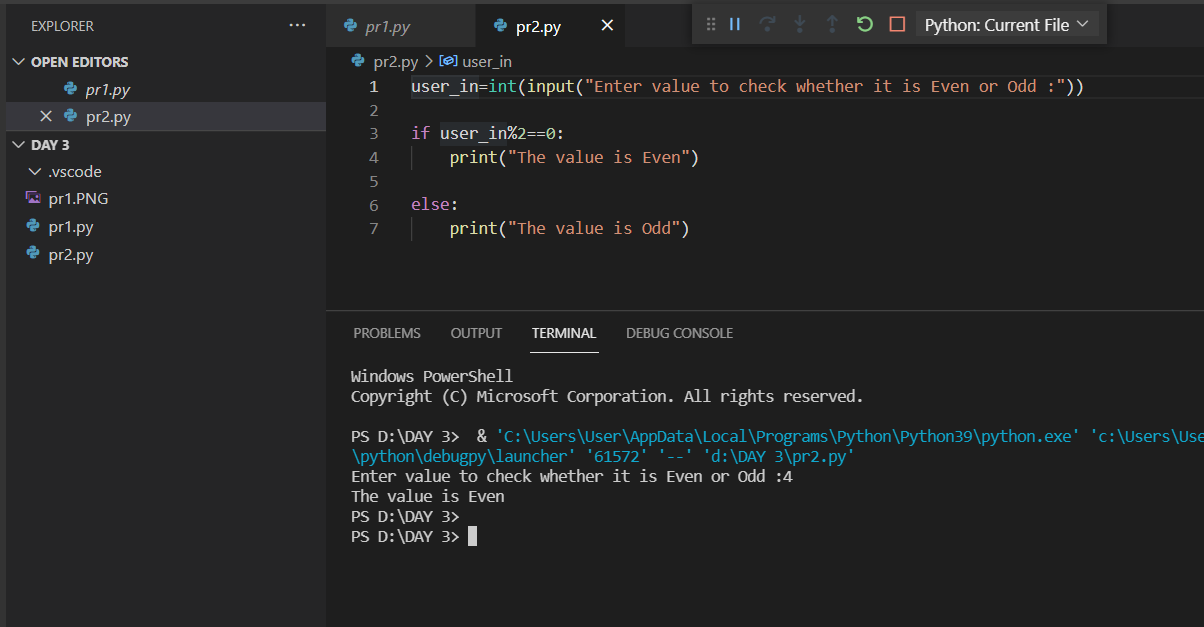 EXPLORER
OPEN EDITORS
pr1.py
pr2.py
DAY 3
.vscode
pr1.PNG
pr1.py
pr2.py
pr1.py
pr2.py
Python: Current File
pr2.py > user_in
1 user_in=int(input("Enter value to check whether it is Even or Odd :"))
2
3 if user_in%2==0:
4     print("The value is Even")
5
6 else:
7     print("The value is Odd")
PROBLEMS OUTPUT TERMINAL DEBUG CONSOLE
Windows PowerShell
Copyright (C) Microsoft Corporation. All rights reserved.
PS D:\DAY 3>  & 'C:\Users\User\AppData\Local\Programs\Python\Python39\python.exe' 'c:\Users\Use
\python\debugpy\launcher' '61572' '--' 'd:\DAY 3\pr2.py'
Enter value to check whether it is Even or Odd :4
The value is Even
PS D:\DAY 3>
PS D:\DAY 3>